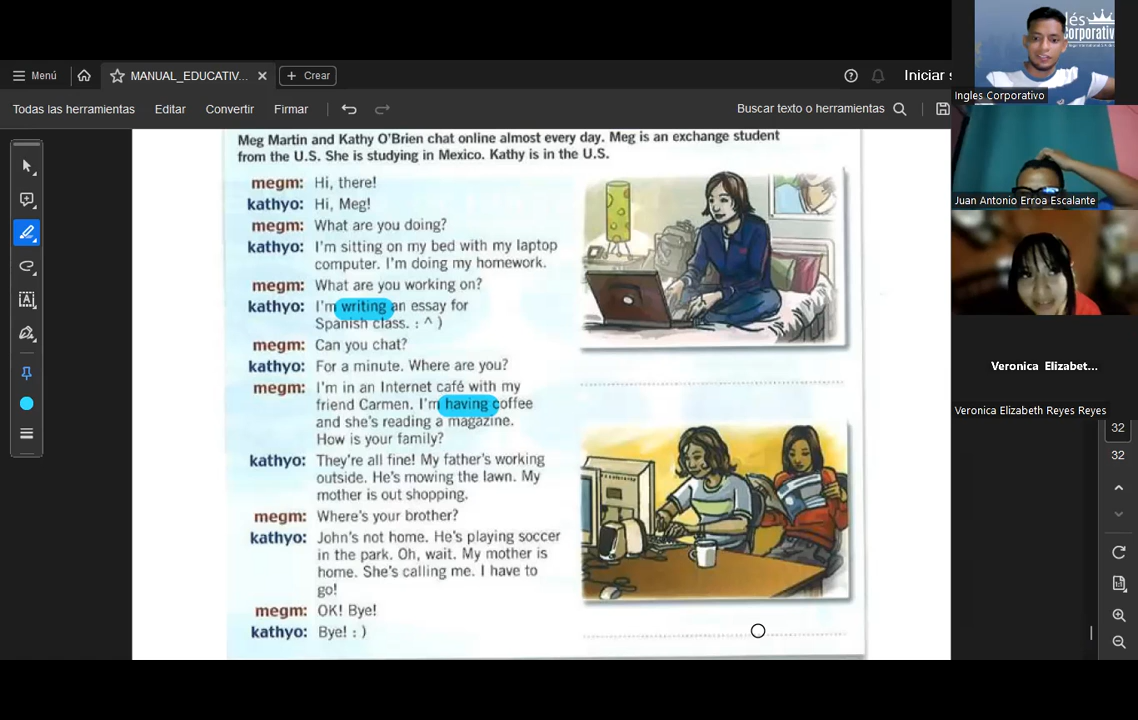 Menú
MANUAL_EDUCATIV...
Crear
Iniciar s
Todas las herramientas
Editar
Convertir
Firmar
Buscar texto o herramientas
Meg Martin and Kathy O'Brien chat online almost every day. Meg is an exchange student
from the U.S. She is studying in Mexico. Kathy is in the U.S.
megm: Hi, there!
kathyo: Hi, Meg!
megm: What are you doing?
kathyo: I'm sitting on my bed with my laptop
computer. I'm doing my homework.
megm: What are you working on?
kathyo: I'm writing an essay for
Spanish class. : ^ )
megm: Can you chat?
kathyo: For a minute. Where are you?
megm: I'm in an Internet café with my
friend Carmen. I'm having coffee
and she's reading a magazine.
How is your family?
kathyo: They're all fine! My father's working
outside. He's mowing the lawn. My
mother is out shopping.
megm: Where's your brother?
kathyo: John's not home. He's playing soccer
in the park. Oh, wait. My mother is
home. She's calling me. I have to
go!
megm: OK! Bye!
kathyo: Bye! : )
lés
Corporativ
Ingles Corporativo
Juan Antonio Erroa Escalante
Veronica Elizabet...
Veronica Elizabeth Reyes Reyes
32
32